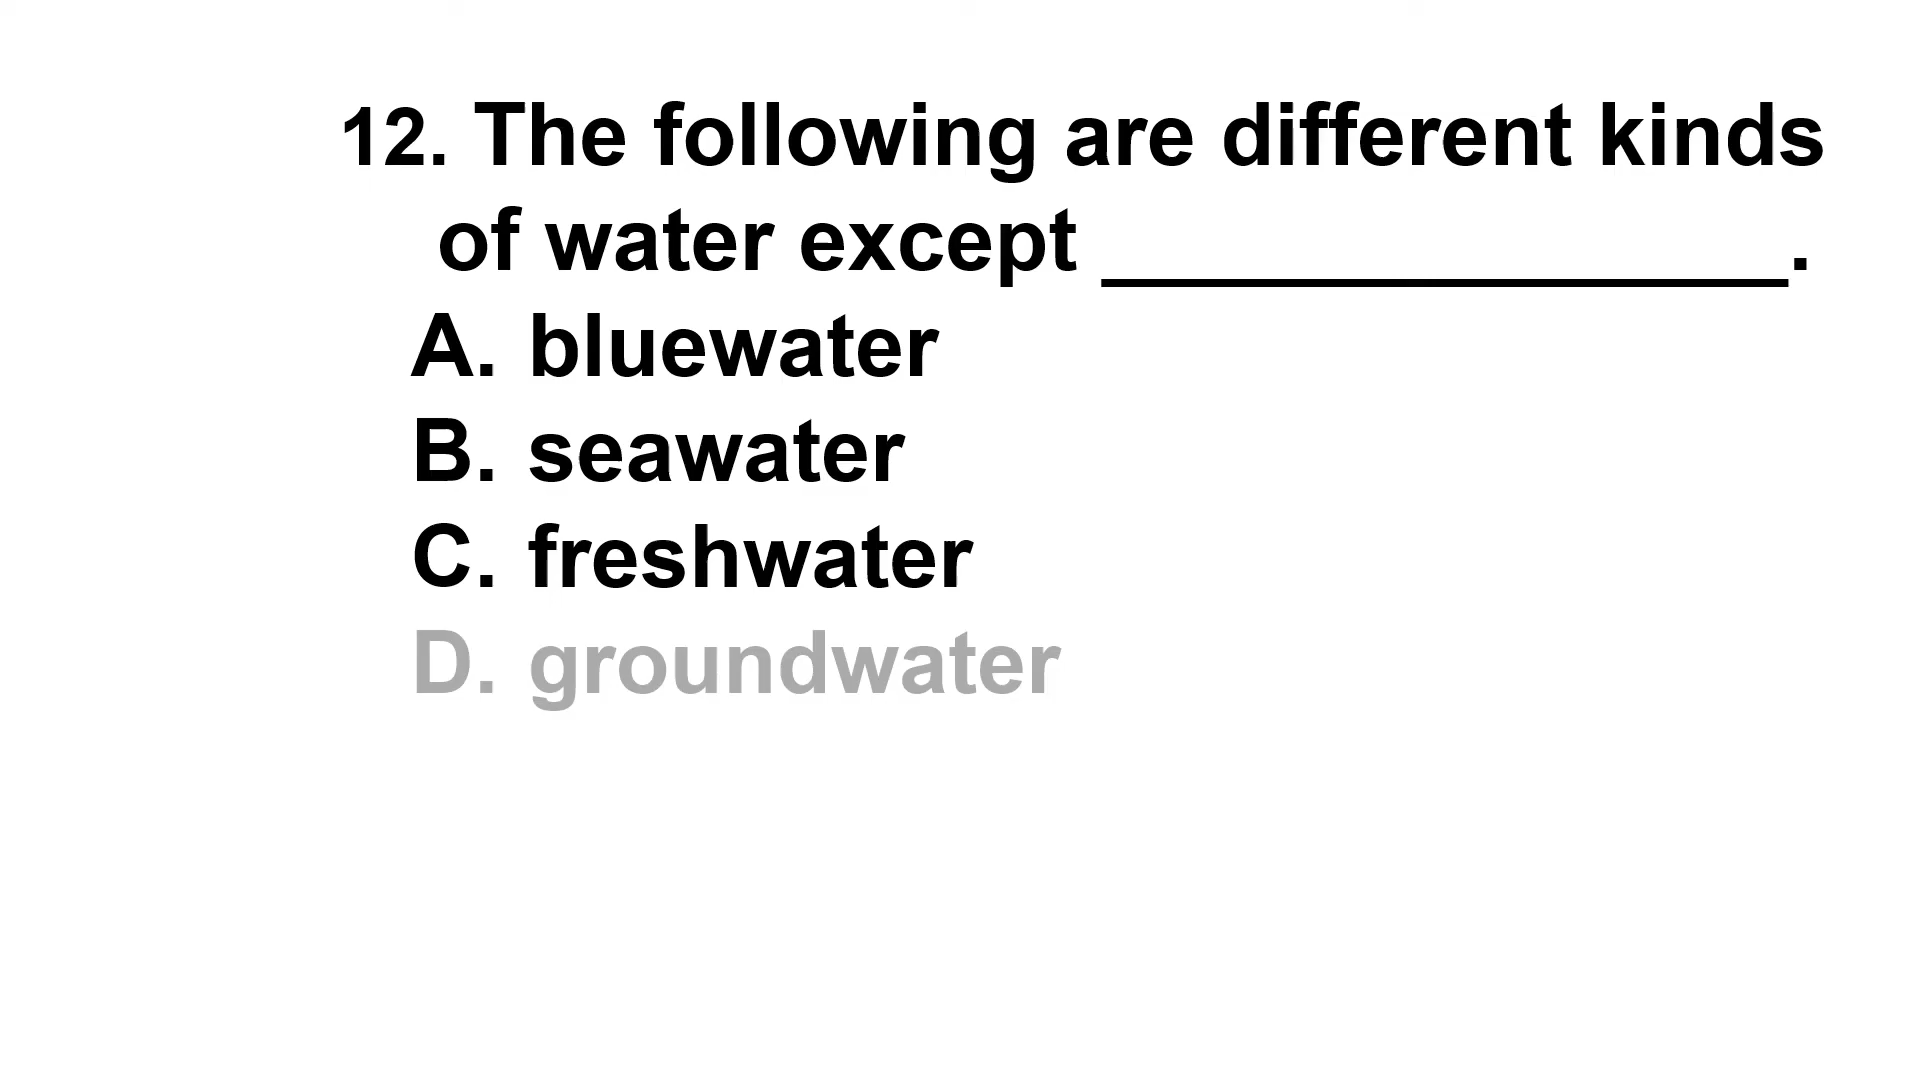 12. The following are different kinds
of water except ________________.
A. bluewater
B. seawater
C. freshwater
D. groundwater